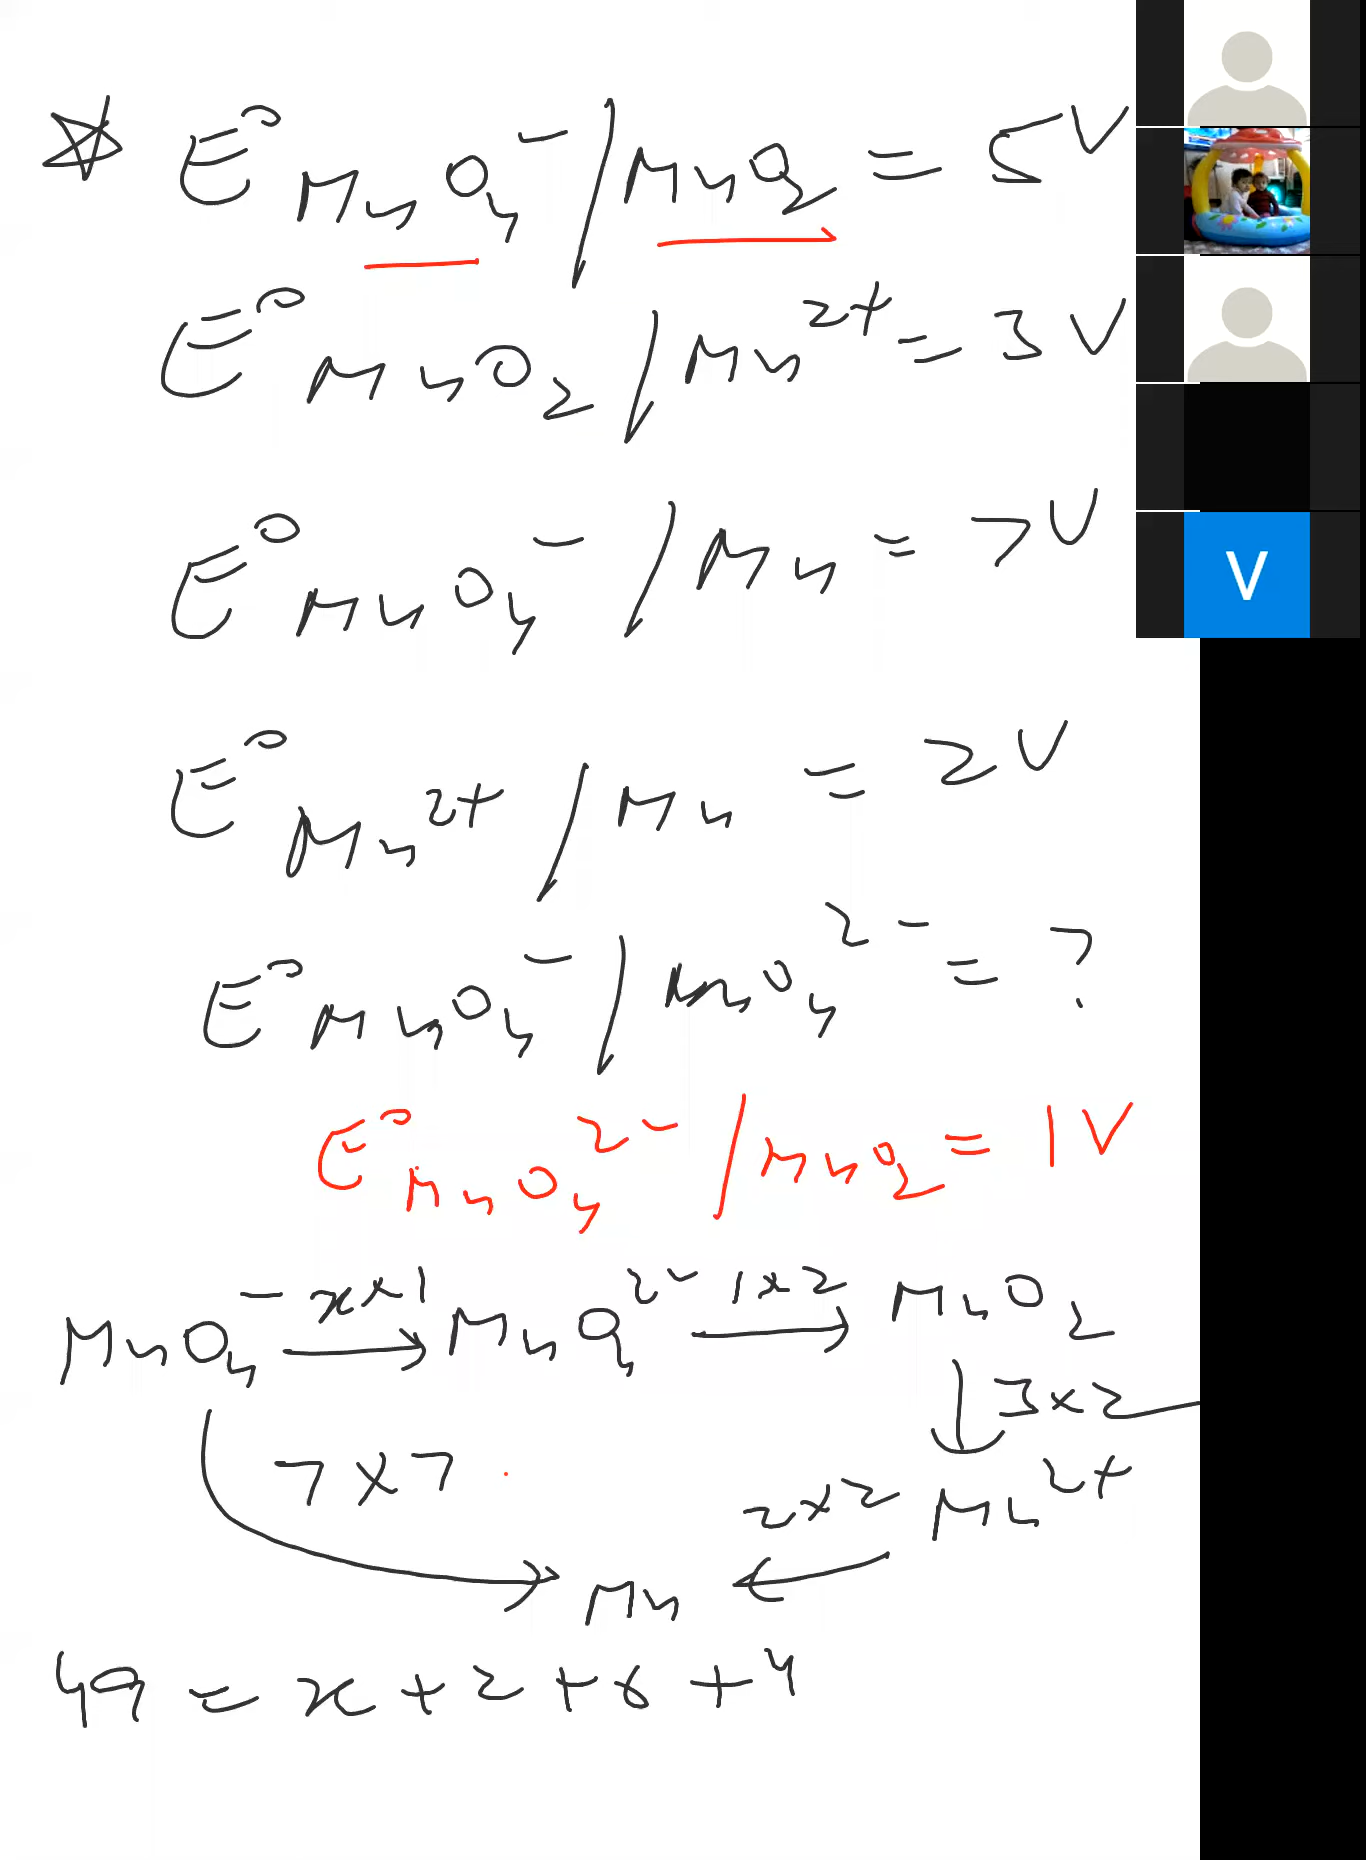 ☆ E° MnO₄⁻ / MnO₂ = 5V
E° MnO₂ / Mn²⁺ = 3V
E° MnO₄⁻ / Mn = 7V
E° Mn²⁺ / Mn = 2V
E° MnO₄⁻ / MnO₄²⁻ = ?
E° MnO₄²⁻ / MnO₂ = 1V
MnO₄⁻ x×1 → MnO₄²⁻ 1×2 → MnO₂
↓ 3×2
7×7
2×2 Mn²⁺
→ Mn ←
49 = x + 2 + 6 + 4
V